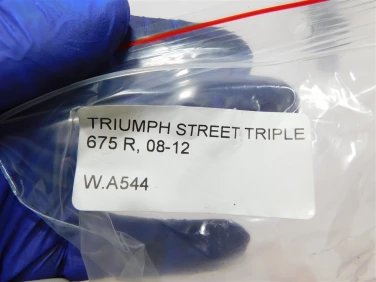 TRIUMPH STREET TRIPLE
675 R, 08-12
W.A544